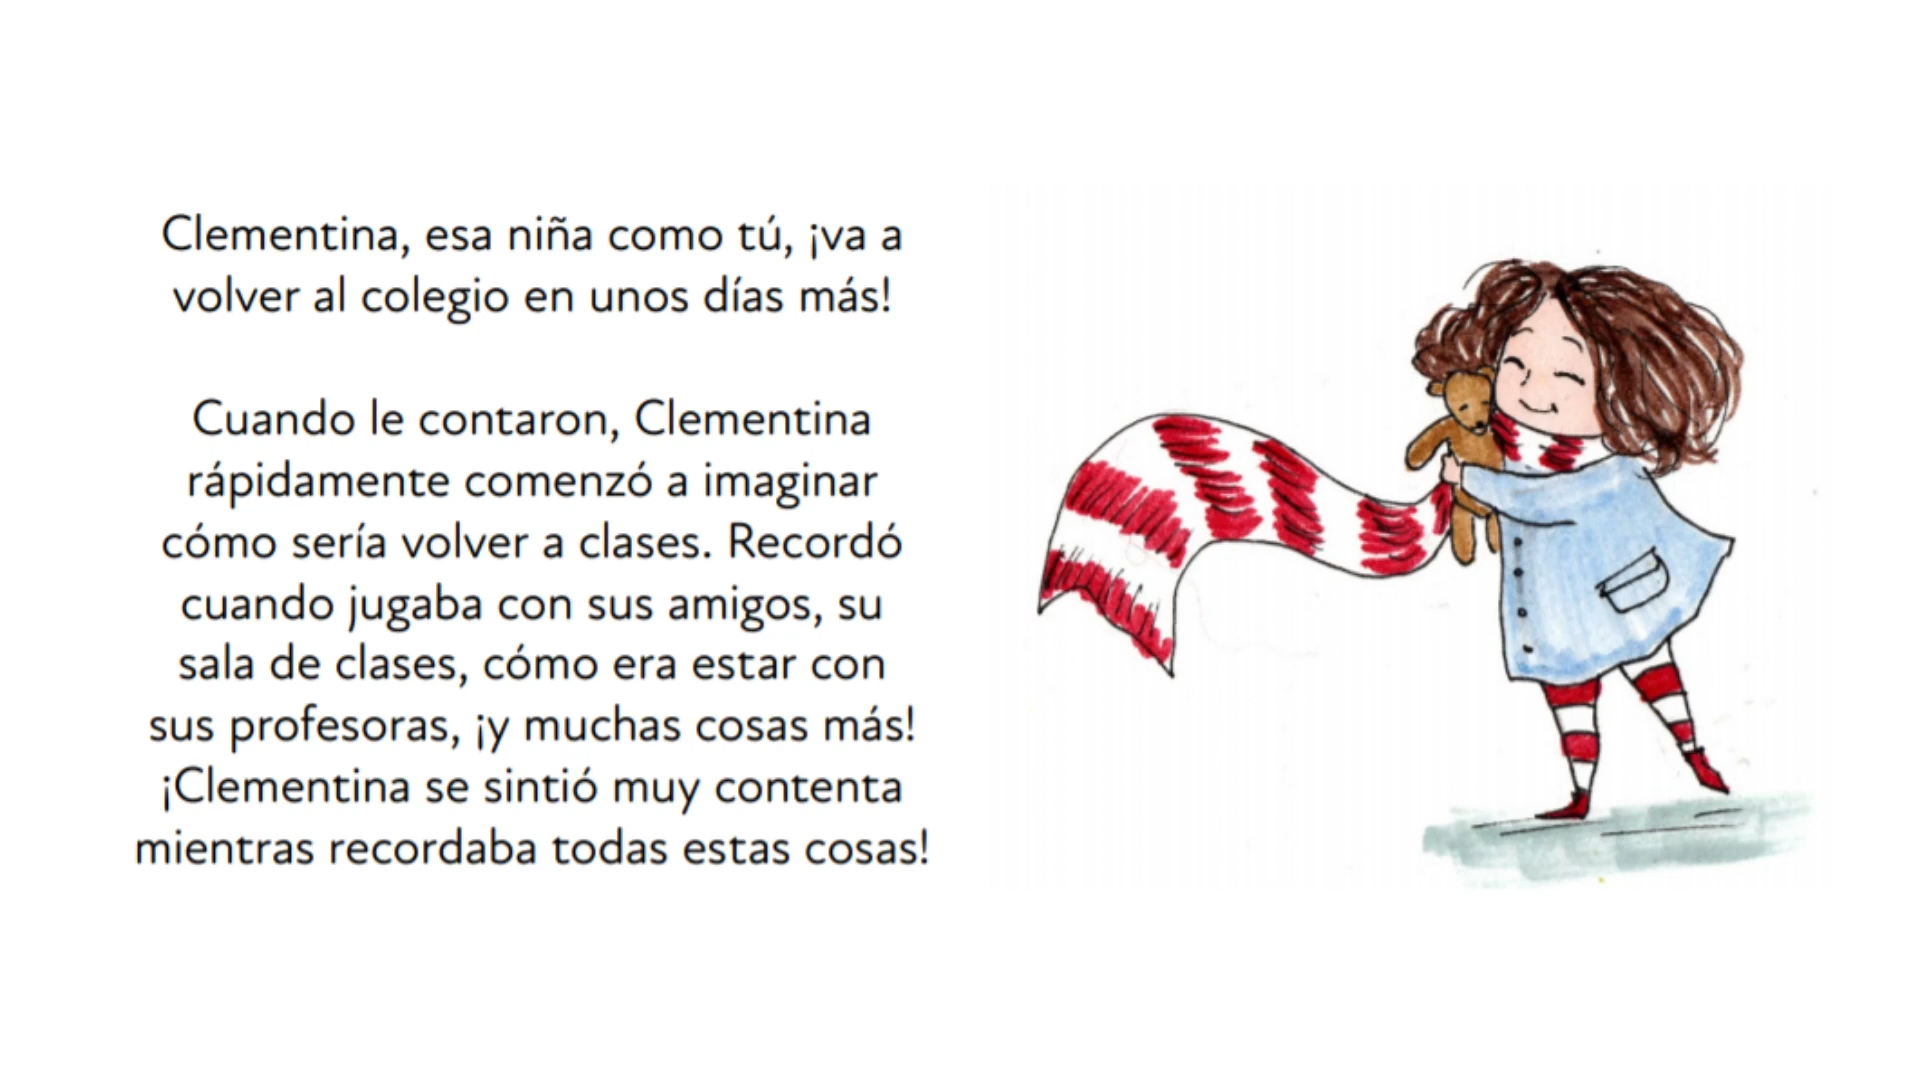 Clementina, esa niña como tú, ¡va a
volver al colegio en unos días más!
Cuando le contaron, Clementina
rápidamente comenzó a imaginar
cómo sería volver a clases. Recordó
cuando jugaba con sus amigos, su
sala de clases, cómo era estar con
sus profesoras, ¡y muchas cosas más!
¡Clementina se sintió muy contenta
mientras recordaba todas estas cosas!